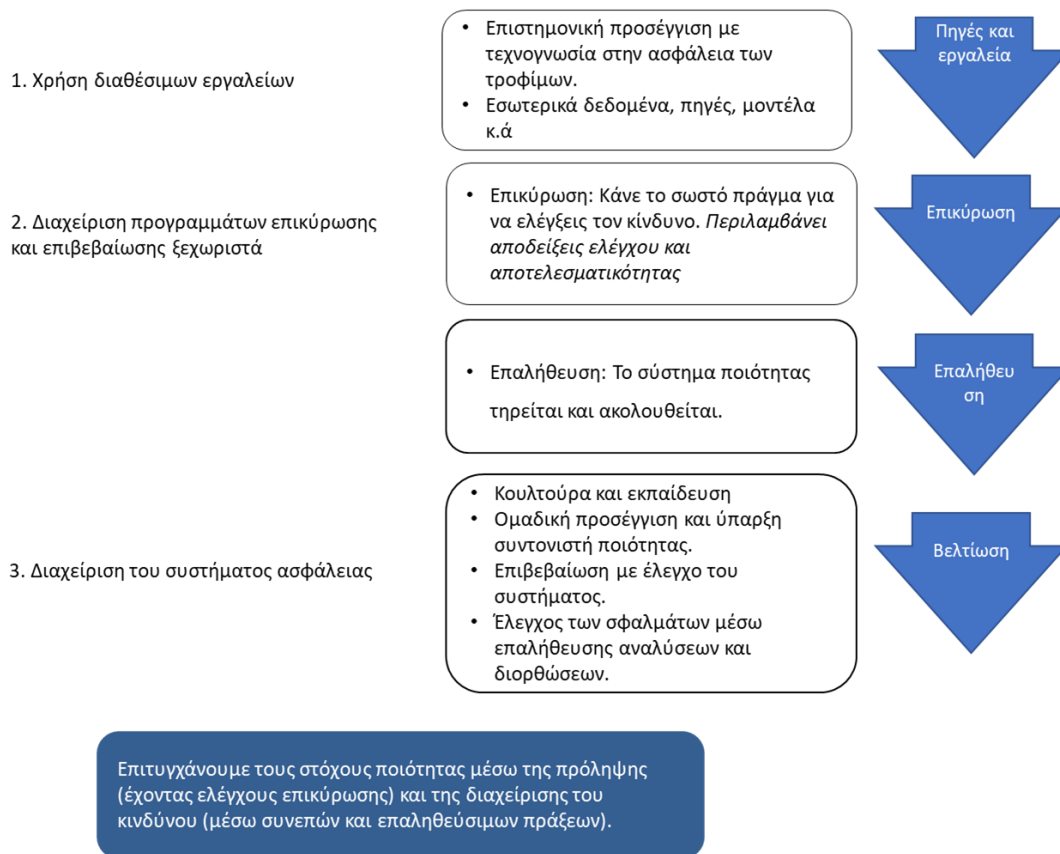 1. Χρήση διαθέσιμων εργαλείων
• Επιστημονική προσέγγιση με
τεχνογνωσία στην ασφάλεια των
τροφίμων.
• Εσωτερικά δεδομένα, πηγές, μοντέλα
κ.ά
Πηγές και
εργαλεία
2. Διαχείριση προγραμμάτων επικύρωσης
και επιβεβαίωσης ξεχωριστά
• Επικύρωση: Κάνε το σωστό πράγμα για
να ελέγξεις τον κίνδυνο. Περιλαμβάνει
αποδείξεις ελέγχου και
αποτελεσματικότητας
Επικύρωση
• Επαλήθευση: Το σύστημα ποιότητας
τηρείται και ακολουθείται.
Επαλήθευ
ση
3. Διαχείριση του συστήματος ασφάλειας
• Κουλτούρα και εκπαίδευση
• Ομαδική προσέγγιση και ύπαρξη
συντονιστή ποιότητας.
• Επιβεβαίωση με έλεγχο του
συστήματος.
• Έλεγχος των σφαλμάτων μέσω
επαλήθευσης αναλύσεων και
διορθώσεων.
Βελτίωση
Επιτυγχάνουμε τους στόχους ποιότητας μέσω της πρόληψης
(έχοντας ελέγχους επικύρωσης) και της διαχείρισης του
κινδύνου (μέσω συνεπών και επαληθεύσιμων πράξεων).